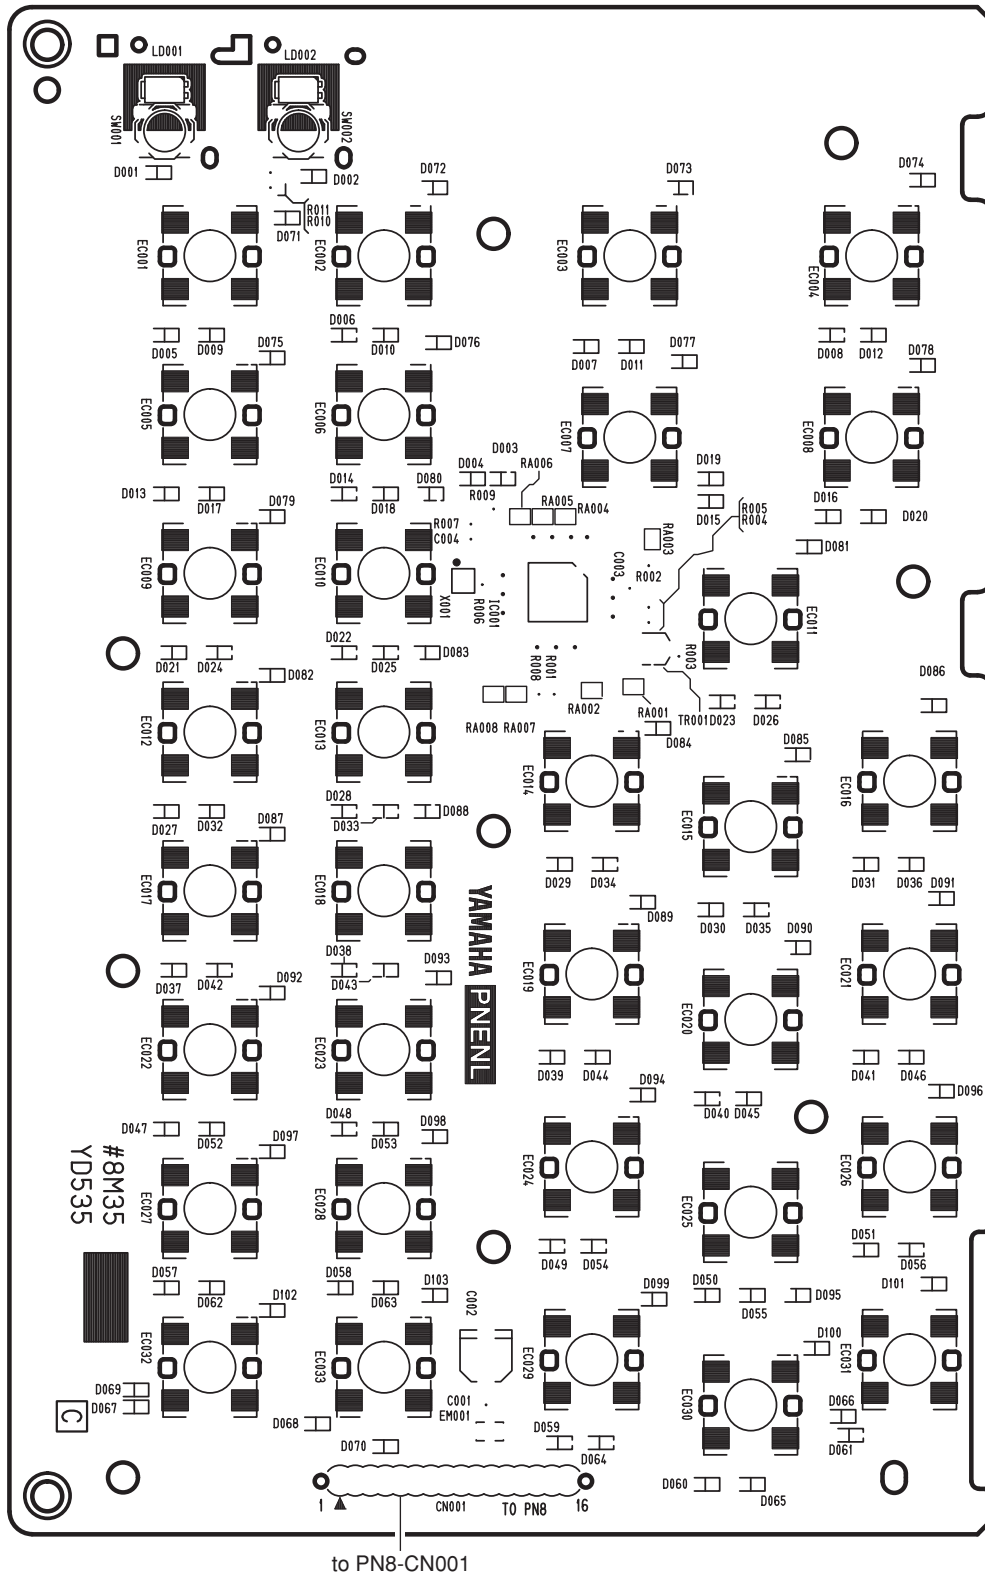 LD001
LD002
SW001
SW002
D001
D002
D072
D073
D074
R011
R010
D071
EC001
EC002
EC003
EC004
D005
D009
D075
D006
D010
D076
D007
D011
D077
D008
D012
D078
EC005
EC006
EC007
EC008
D013
D017
D079
D014
D018
D080
D004
D003
RA006
R009
RA005
RA004
D019
D015
R005
R004
D016
D020
R007
C004
RA003
D081
EC009
EC010
X001
R006
IC001
C003
R002
EC011
D021
D024
D022
D025
D083
R008
R001
R003
D082
D086
RA008
RA007
RA002
RA001
TR001
D023
D026
D084
D085
EC012
EC013
EC014
EC015
EC016
D027
D032
D087
D028
D033
D088
D029
D034
D031
D036
D091
EC017
EC018
D089
D030
D035
D090
YAMAHA
PNENL
D037
D042
D092
D038
D043
D093
EC019
EC020
EC021
EC022
EC023
D039
D044
D094
D041
D046
D096
D040
D045
D047
D052
D097
D048
D053
D098
#8M35
YD535
EC024
EC025
EC026
EC027
EC028
D049
D054
D051
D056
D057
D062
D102
D058
D063
D103
C002
D099
D050
D055
D095
D101
D100
EC032
EC033
EC029
EC030
EC031
D069
D067
C
D068
D070
C001
EM001
D059
D064
D066
D061
D060
D065
1
CN001
TO PN8
16
to PN8-CN001